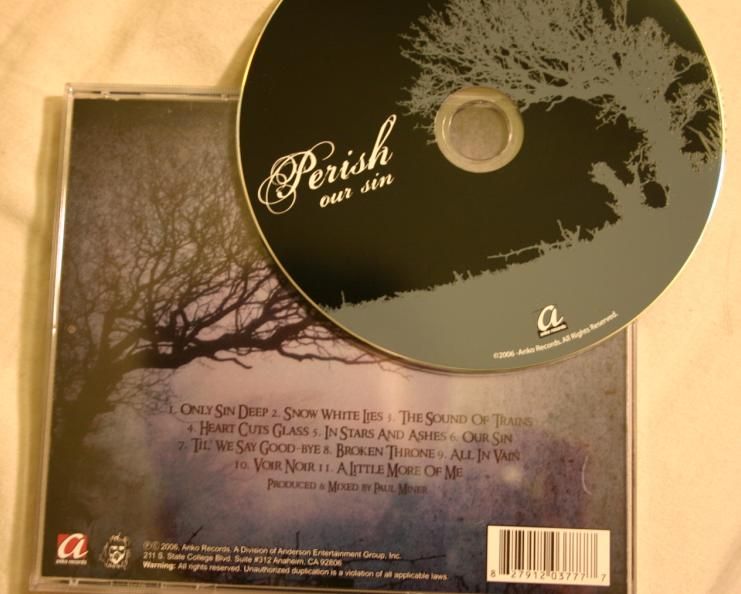 Perish
our sin
a
anko records
©2006 - Anko Records. All Rights Reserved.
1. ONLY SIN DEEP 2. SNOW WHITE LIES 3. THE SOUND OF TRAINS
4. HEART CUTS GLASS 5. IN STARS AND ASHES 6. OUR SIN
7. TIL' WE SAY GOOD-BYE 8. BROKEN THRONE 9. ALL IN VAIN
10. VOIR NOIR 11. A LITTLE MORE OF ME
PRODUCED & MIXED BY PAUL MINER
a
anko records
℗© 2006, Anko Records. A Division of Anderson Entertainment Group, Inc.
211 S. State College Blvd. Suite #312 Anaheim, CA 92806
Warning: All rights reserved. Unauthorized duplication is a violation of all applicable laws
8 27912 03777 7